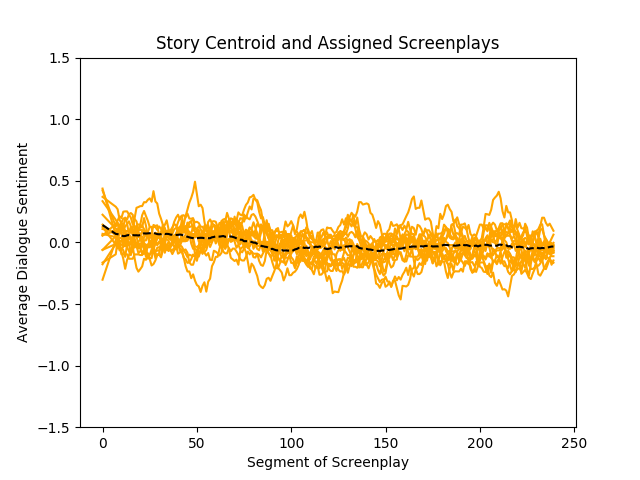 Story Centroid and Assigned Screenplays
1.5
1.0
0.5
0.0
−0.5
−1.0
−1.5
Average Dialogue Sentiment
0 50 100 150 200 250
Segment of Screenplay